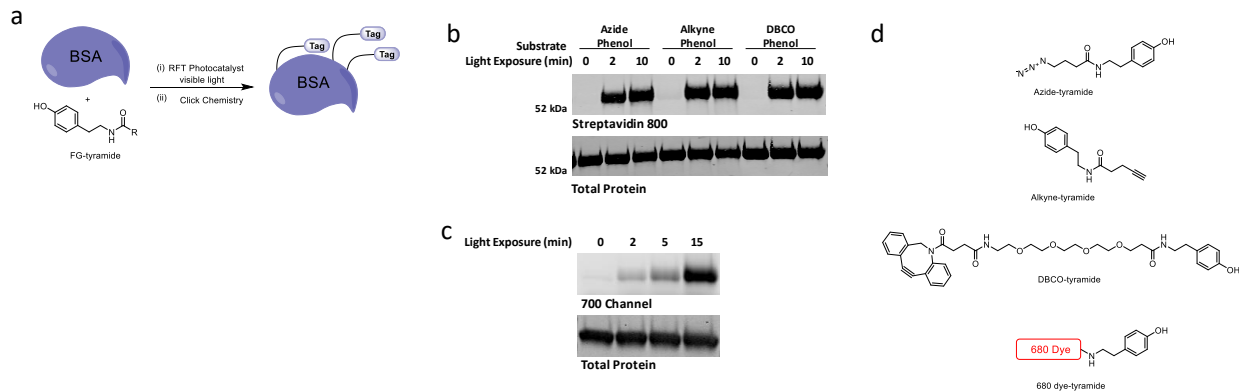 a
BSA
+
HO
O
N
H
R
FG-tyramide
(i) RFT Photocatalyst
visible light
(ii) Click Chemistry
Tag
Tag
Tag
BSA
b
Azide Alkyne DBCO
Substrate Phenol Phenol Phenol
Light Exposure (min) 0 2 10 0 2 10 0 2 10
52 kDa
Streptavidin 800
52 kDa
Total Protein
c
Light Exposure (min) 0 2 5 15
700 Channel
Total Protein
d
OH
O
N N N
N
H
Azide-tyramide
HO
O
N
H
Alkyne-tyramide
O
N
H
N
O
O
O
O
O
O
N
H
OH
DBCO-tyramide
680 Dye
N
H
OH
680 dye-tyramide